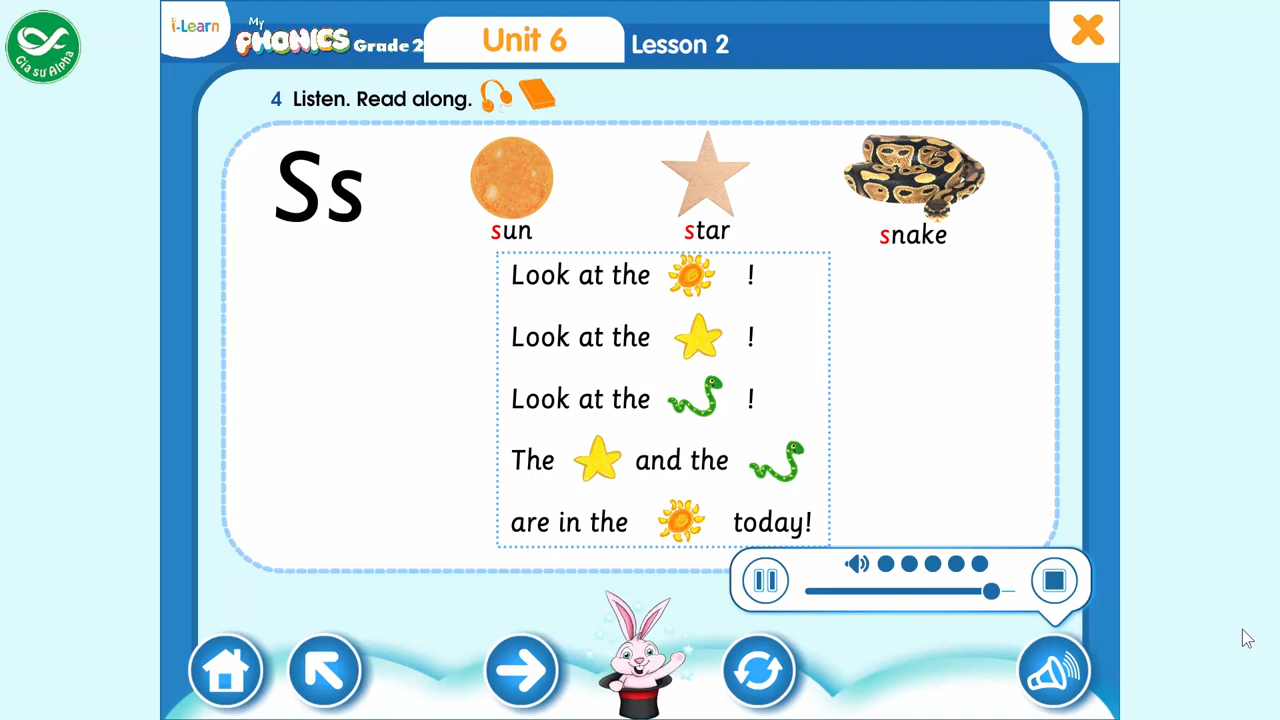 Gia sư Alpha
i-Learn
My
PHONICS Grade 2
Unit 6
Lesson 2
4 Listen. Read along.
Ss
sun
star
snake
Look at the !
Look at the !
Look at the !
The and the
are in the today!